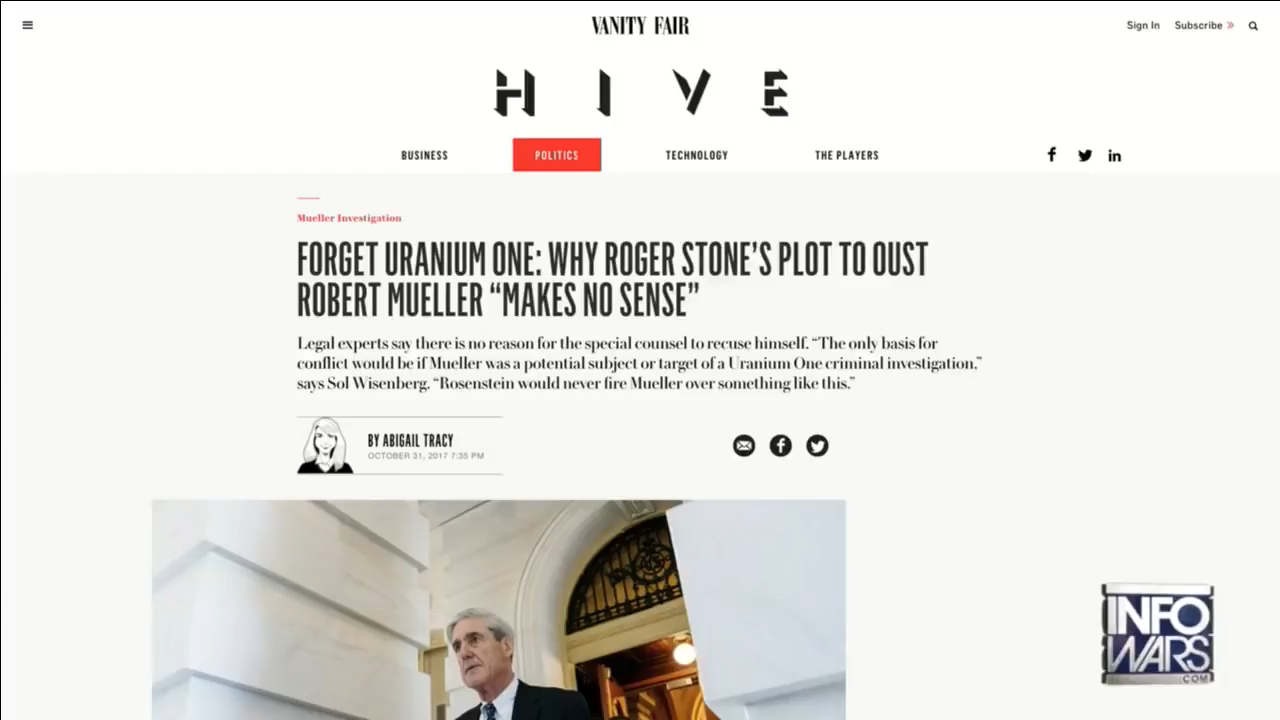 VANITY FAIR
Sign In Subscribe »
HIVE
BUSINESS POLITICS TECHNOLOGY THE PLAYERS
Mueller Investigation
FORGET URANIUM ONE: WHY ROGER STONE’S PLOT TO OUST
ROBERT MUELLER “MAKES NO SENSE”
Legal experts say there is no reason for the special counsel to recuse himself. “The only basis for
conflict would be if Mueller was a potential subject or target of a Uranium One criminal investigation,”
says Sol Wisenberg. “Rosenstein would never fire Mueller over something like this.”
BY ABIGAIL TRACY
OCTOBER 31, 2017 7:35 PM
INFO
WARS
.COM